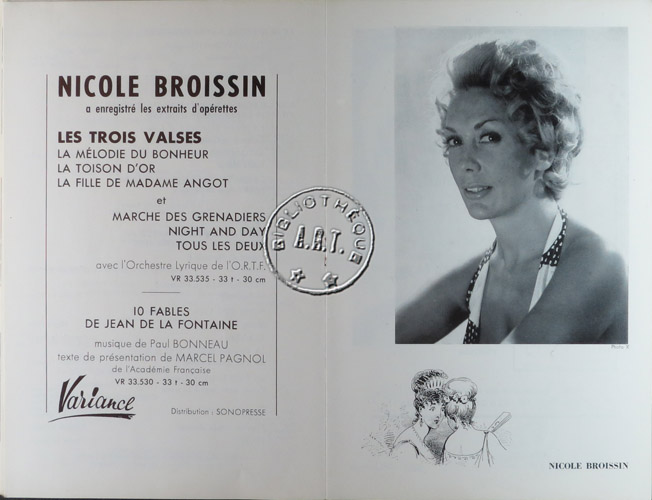 NICOLE BROISSIN
a enregistré les extraits d'opérettes
LES TROIS VALSES
LA MÉLODIE DU BONHEUR
LA TOISON D'OR
LA FILLE DE MADAME ANGOT
et
MARCHE DES GRENADIERS
NIGHT AND DAY
TOUS LES DEUX
avec l'Orchestre Lyrique de l'O.R.T.F.
VR 33.535 - 33 t - 30 cm
10 FABLES
DE JEAN DE LA FONTAINE
musique de Paul BONNEAU
texte de présentation de MARCEL PAGNOL
de l'Académie Française
VR 33.530 - 33 t - 30 cm
Variance
Distribution : SONOPRESSE
BIBLIOTHÈQUE
A.R.T.
NICOLE BROISSIN